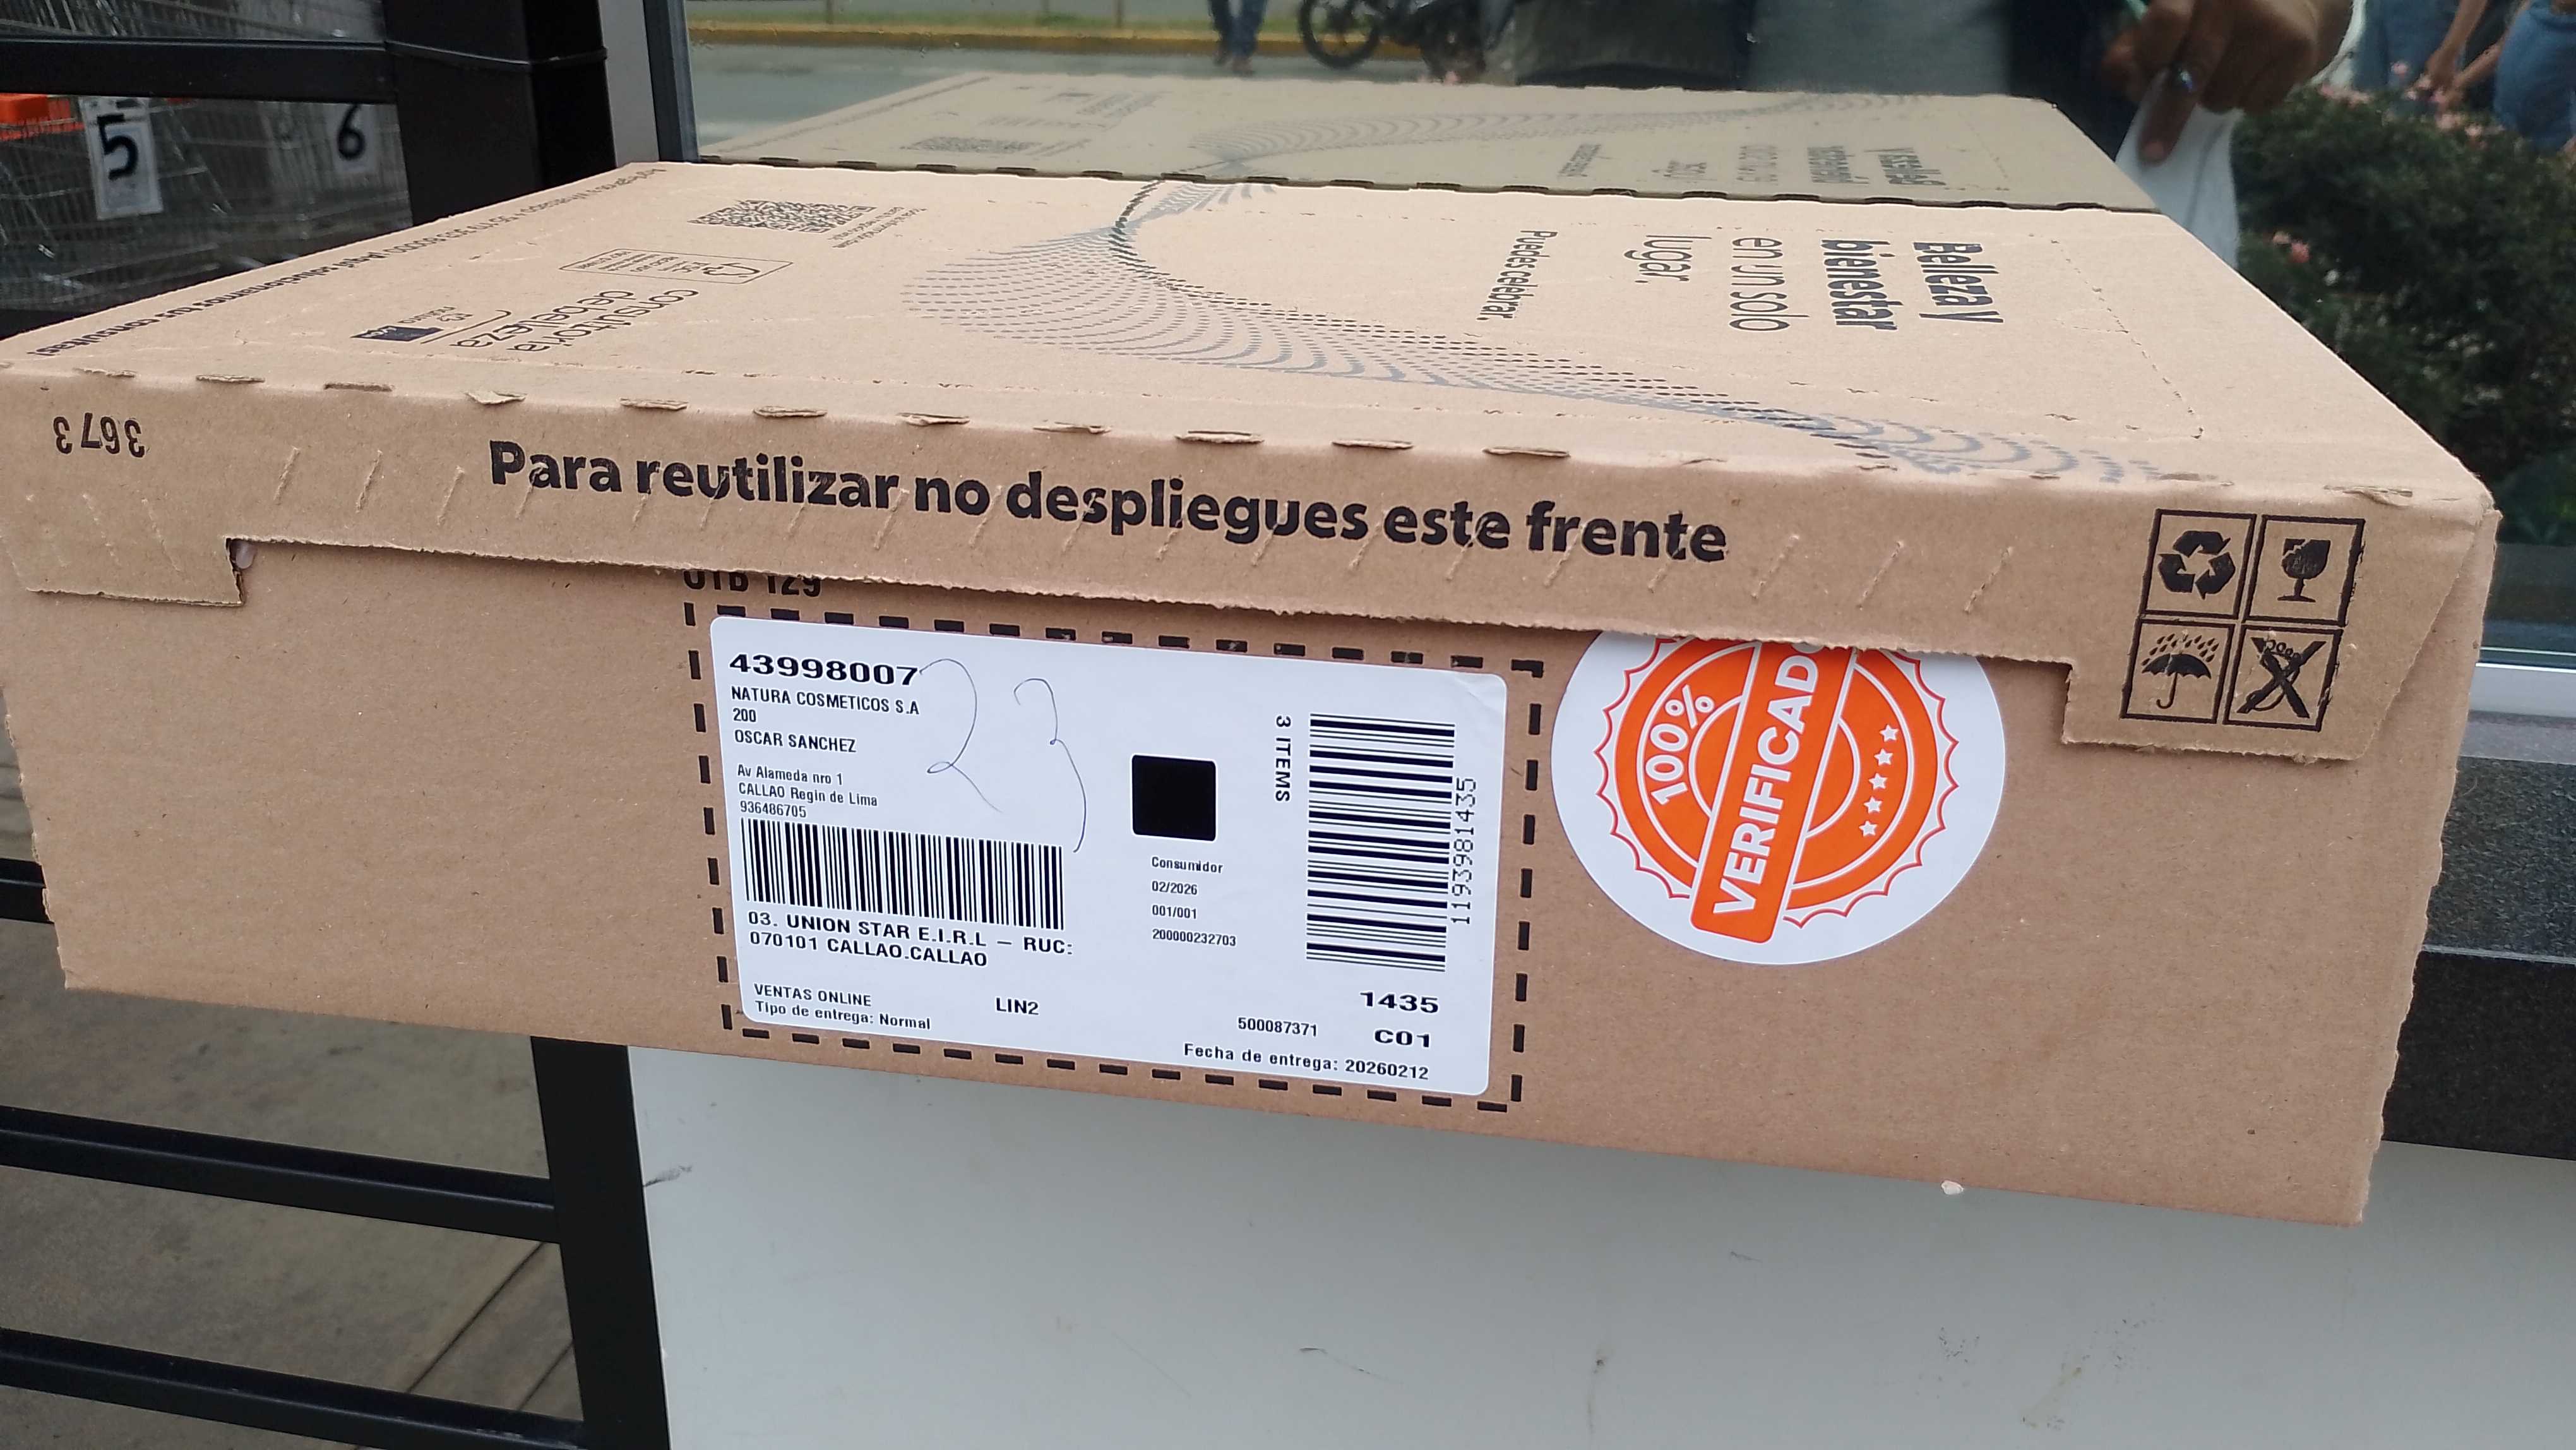 5
6
Belleza y
bienestar
en un solo
lugar.
Puedes celebrar.
consultoría
de belleza
3673
Para reutilizar no despliegues este frente
43998007
23
NATURA COSMETICOS S.A
200
OSCAR SANCHEZ
Av Alameda nro 1
CALLAO Regin de Lima
936486705
03. UNION STAR E.I.R.L – RUC:
070101 CALLAO.CALLAO
VENTAS ONLINE
Tipo de entrega: Normal
LIN2
Consumidor
02/2026
001/001
200000232703
3 ITEMS
1193981435
1435
500087371
C01
Fecha de entrega: 20260212
100%
VERIFICADO